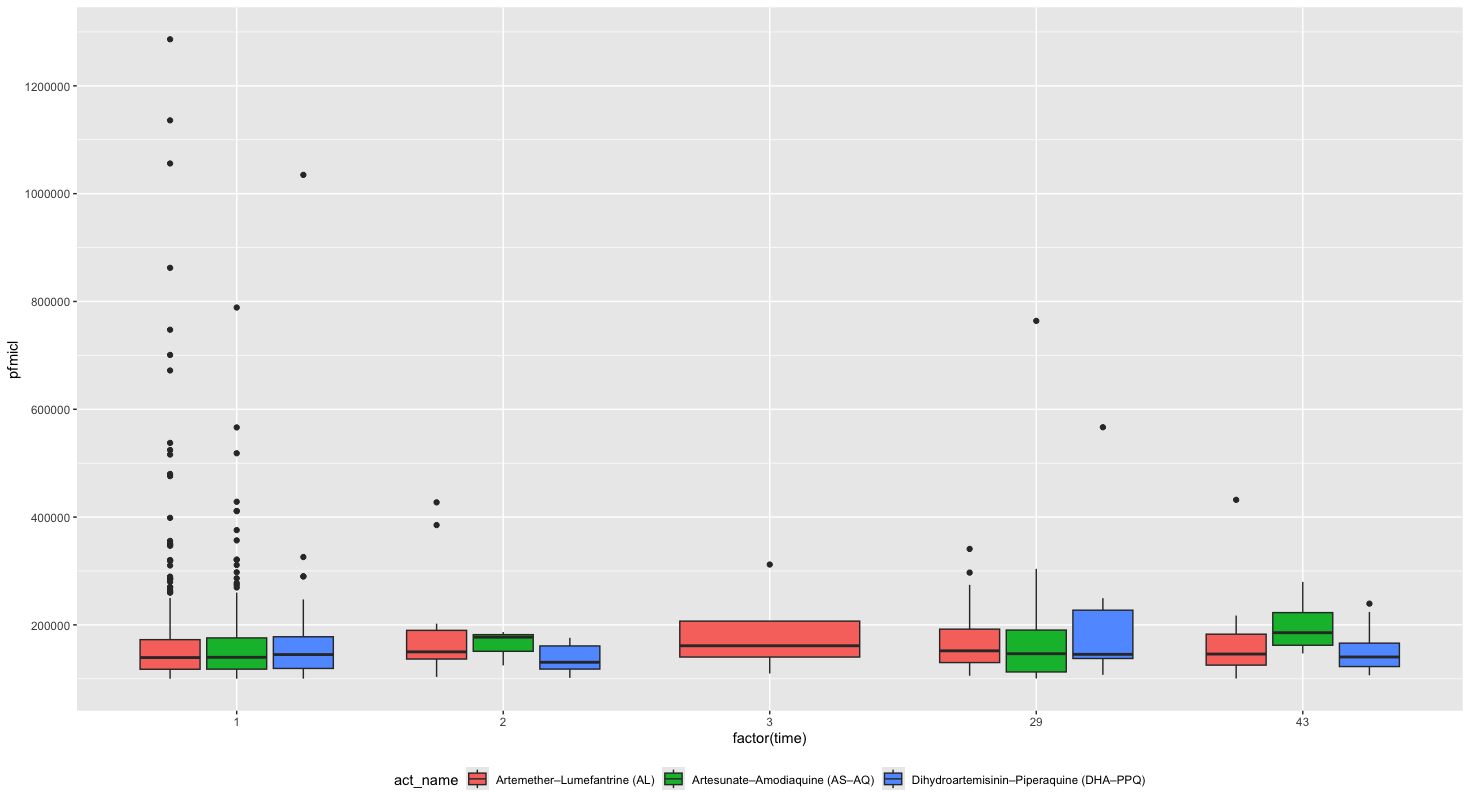 1200000
1000000
800000
600000
400000
200000
pfmicl
1 2 3 29 43
factor(time)
act_name Artemether–Lumefantrine (AL) Artesunate–Amodiaquine (AS–AQ) Dihydroartemisinin–Piperaquine (DHA–PPQ)